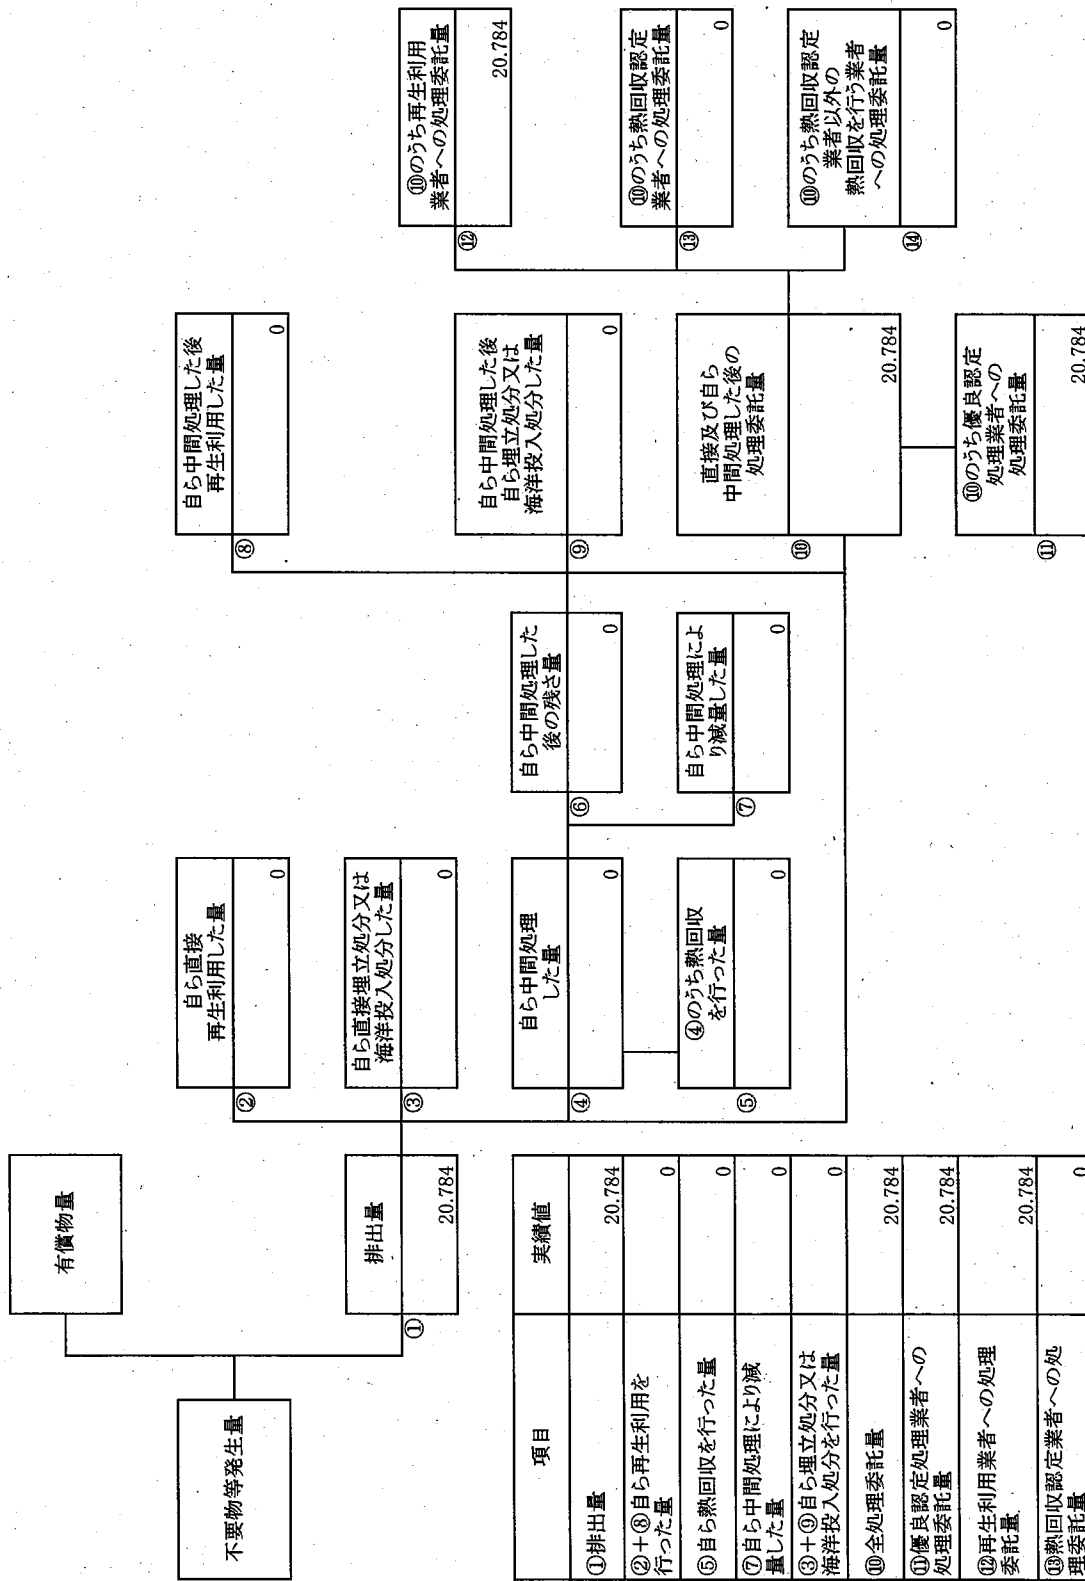 不要物等発生量
有償物量
排出量
①
20.784
自ら直接
再生利用した量
②
0
自ら直接埋立処分又は
海洋投入処分した量
③
0
自ら中間処理
した量
④
0
④のうち熱回収
を行った量
⑤
0
自ら中間処理した
後の残さ量
⑥
0
自ら中間処理によ
り減量した量
⑦
0
自ら中間処理した後
再生利用した量
⑧
0
自ら中間処理した後
自ら埋立処分又は
海洋投入処分した量
⑨
0
直接及び自ら
中間処理した後の
処理委託量
⑩
20.784
⑩のうち優良認定
処理業者への
処理委託量
⑪
20.784
⑩のうち再生利用
業者への処理委託量
⑫
20.784
⑩のうち熱回収認定
業者への処理委託量
⑬
0
⑩のうち熱回収認定
業者以外の
熱回収を行う業者
への処理委託量
⑭
0
項目 実績値
①排出量 20.784
②+⑧自ら再生利用を
行った量 0
⑤自ら熱回収を行った量 0
⑦自ら中間処理により減
量した量 0
③+⑨自ら埋立処分又は
海洋投入処分を行った量 0
⑩全処理委託量 20.784
⑪優良認定処理業者への
処理委託量 20.784
⑫再生利用業者への処理
委託量 20.784
⑬熱回収認定業者への処
理委託量 0